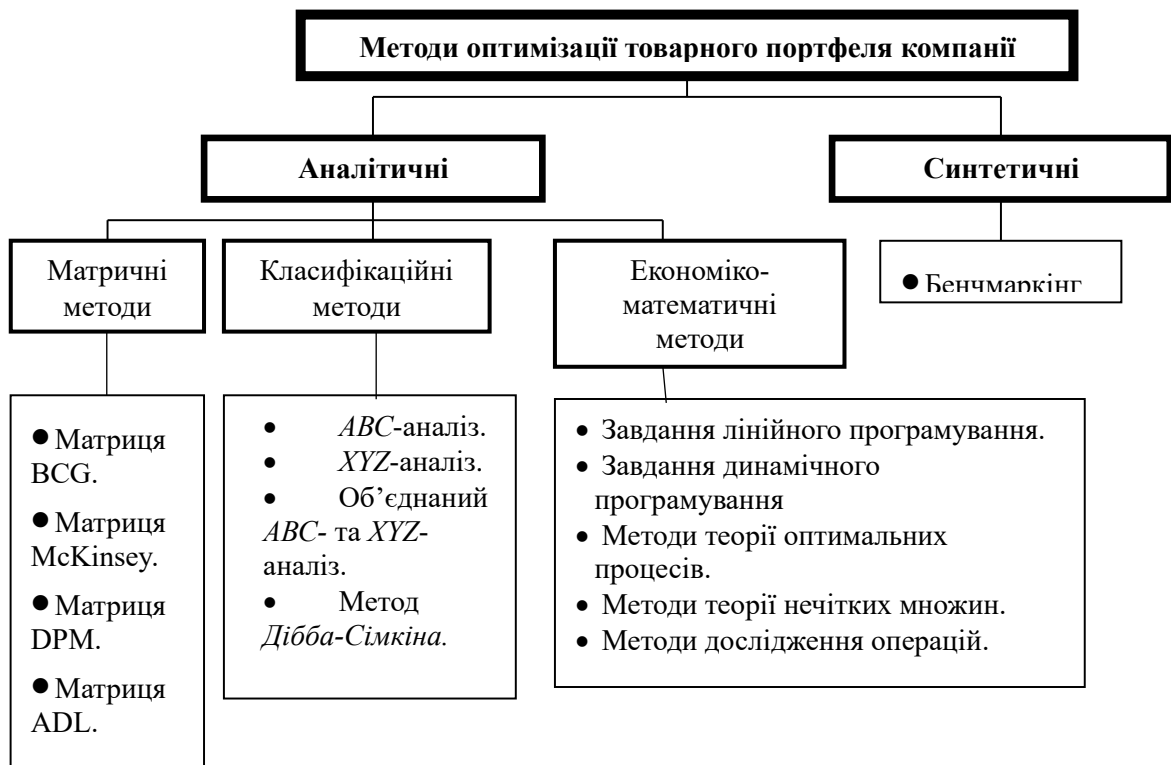 Методи оптимізації товарного портфеля компанії
Аналітичні
Синтетичні
Матричні
методи
Класифікаційні
методи
Економіко-
математичні
методи
● Бенчмаркінг
● Матриця
BCG.
● Матриця
McKinsey.
● Матриця
DPM.
● Матриця
ADL.
• ABC-аналіз.
• XYZ-аналіз.
• Об’єднаний
ABC- та XYZ-
аналіз.
• Метод
Дібба-Сімкіна.
• Завдання лінійного програмування.
• Завдання динамічного
програмування
• Методи теорії оптимальних
процесів.
• Методи теорії нечітких множин.
• Методи дослідження операцій.